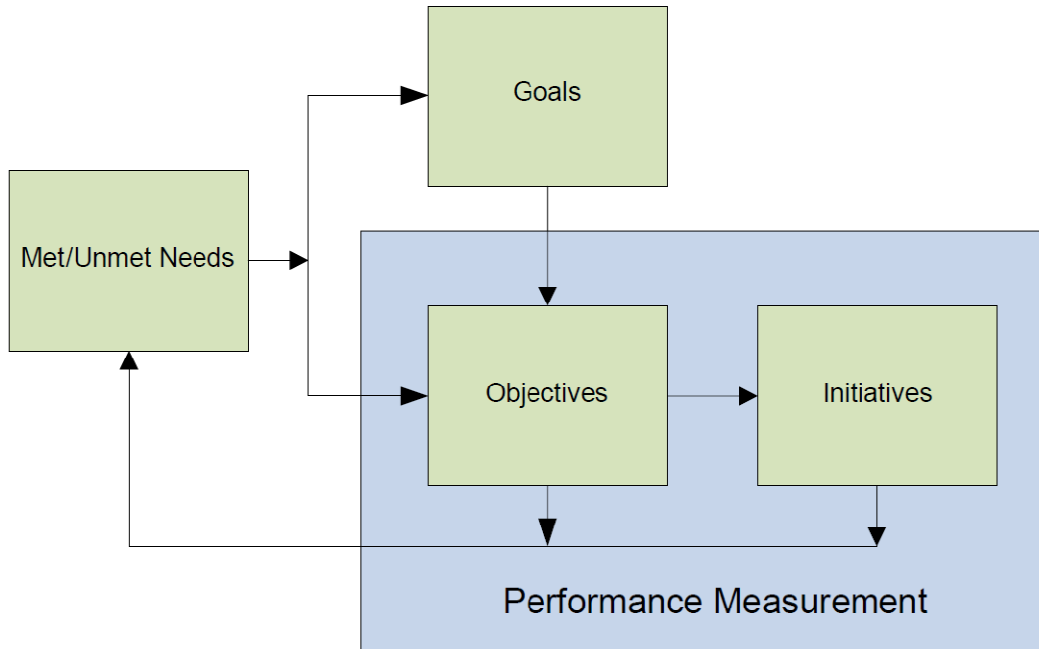 Goals
Met/Unmet Needs
Objectives
Initiatives
Performance Measurement